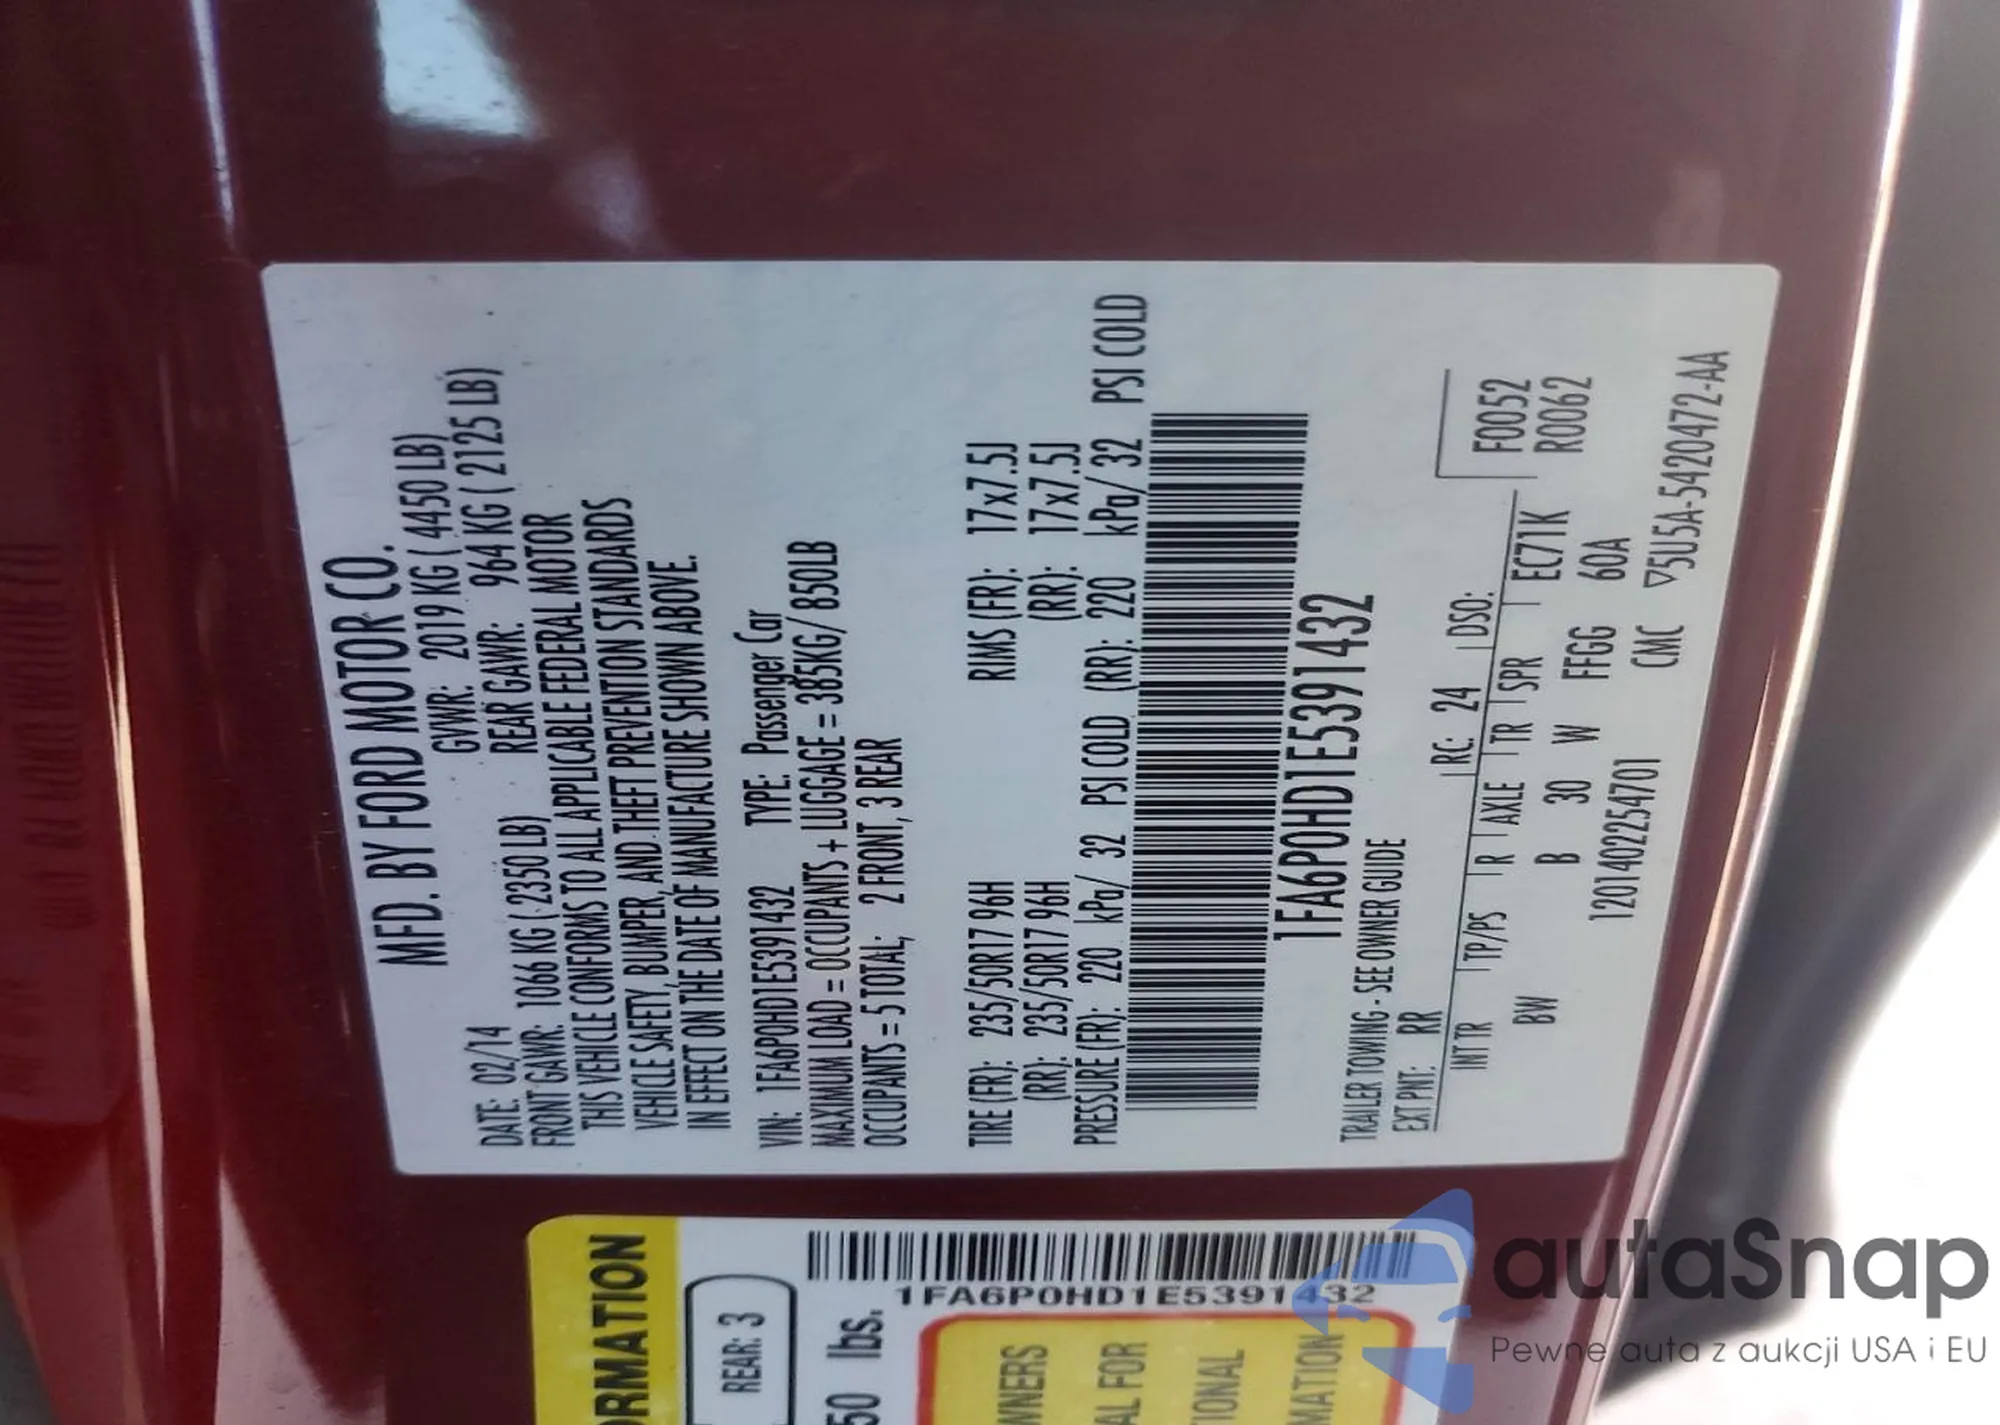 MFD. BY FORD MOTOR CO.
DATE: 02/14 GVWR: 2019 KG ( 4450 LB)
FRONT GAWR: 1066 KG ( 2350 LB) REAR GAWR: 964 KG ( 2125 LB)
THIS VEHICLE CONFORMS TO ALL APPLICABLE FEDERAL MOTOR
VEHICLE SAFETY, BUMPER, AND THEFT PREVENTION STANDARDS
IN EFFECT ON THE DATE OF MANUFACTURE SHOWN ABOVE.
VIN: 1FA6P0HD1E5391432 TYPE: Passenger Car
MAXIMUM LOAD = OCCUPANTS + LUGGAGE = 385KG/ 850LB
OCCUPANTS = 5 TOTAL; 2 FRONT, 3 REAR
TIRE (FR): 235/50R17 96H RIMS (FR): 17x7.5J
(RR): 235/50R17 96H (RR): 17x7.5J
PRESSURE (FR): 220 kPa/ 32 PSI COLD (RR): 220 kPa/ 32 PSI COLD
1FA6P0HD1E5391432
TRAILER TOWING - SEE OWNER GUIDE
EXT PNT: RR RC: 24 DSO:
INT TR TP/PS R AXLE TR SPR EC71K F0052
BW B 30 W FFGG 60A R0062
1201402254701 CMC ▽5U5A-5420472-AA
ORMATION
REAR: 3
1FA6P0HD1E5391432
50 lbs.
WNERS
AL FOR
TIONAL
MATION
autaSnap
Pewne auta z aukcji USA i EU